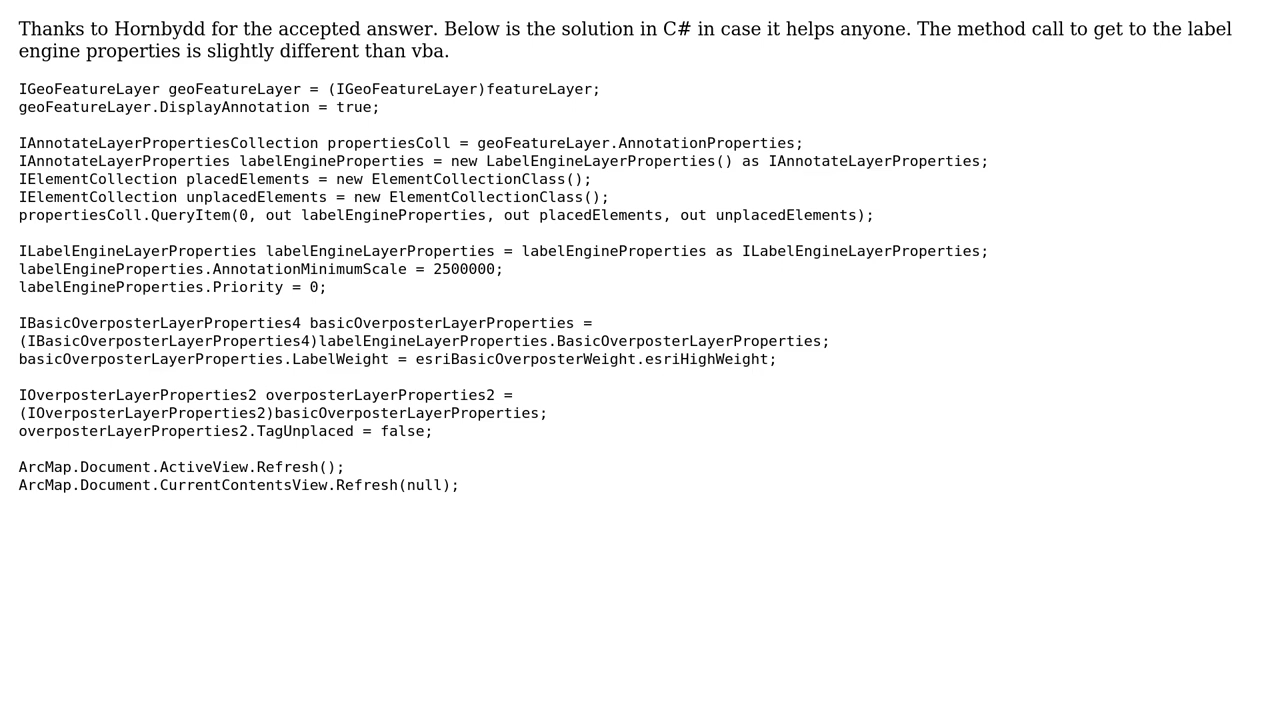 Thanks to Hornbydd for the accepted answer. Below is the solution in C# in case it helps anyone. The method call to get to the label
engine properties is slightly different than vba.
IGeoFeatureLayer geoFeatureLayer = (IGeoFeatureLayer)featureLayer;
geoFeatureLayer.DisplayAnnotation = true;
IAnnotateLayerPropertiesCollection propertiesColl = geoFeatureLayer.AnnotationProperties;
IAnnotateLayerProperties labelEngineProperties = new LabelEngineLayerProperties() as IAnnotateLayerProperties;
IElementCollection placedElements = new ElementCollectionClass();
IElementCollection unplacedElements = new ElementCollectionClass();
propertiesColl.QueryItem(0, out labelEngineProperties, out placedElements, out unplacedElements);
ILabelEngineLayerProperties labelEngineLayerProperties = labelEngineProperties as ILabelEngineLayerProperties;
labelEngineProperties.AnnotationMinimumScale = 2500000;
labelEngineProperties.Priority = 0;
IBasicOverposterLayerProperties4 basicOverposterLayerProperties =
(IBasicOverposterLayerProperties4)labelEngineLayerProperties.BasicOverposterLayerProperties;
basicOverposterLayerProperties.LabelWeight = esriBasicOverposterWeight.esriHighWeight;
IOverposterLayerProperties2 overposterLayerProperties2 =
(IOverposterLayerProperties2)basicOverposterLayerProperties;
overposterLayerProperties2.TagUnplaced = false;
ArcMap.Document.ActiveView.Refresh();
ArcMap.Document.CurrentContentsView.Refresh(null);